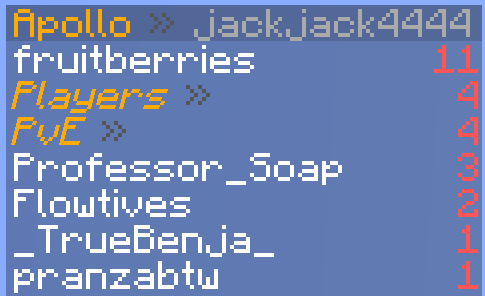 Apollo » jackjack4444
fruitberries 11
Players » 4
PvE » 4
Professor_Soap 3
Flowtives 2
_TrueBenja_ 1
pranzabtw 1